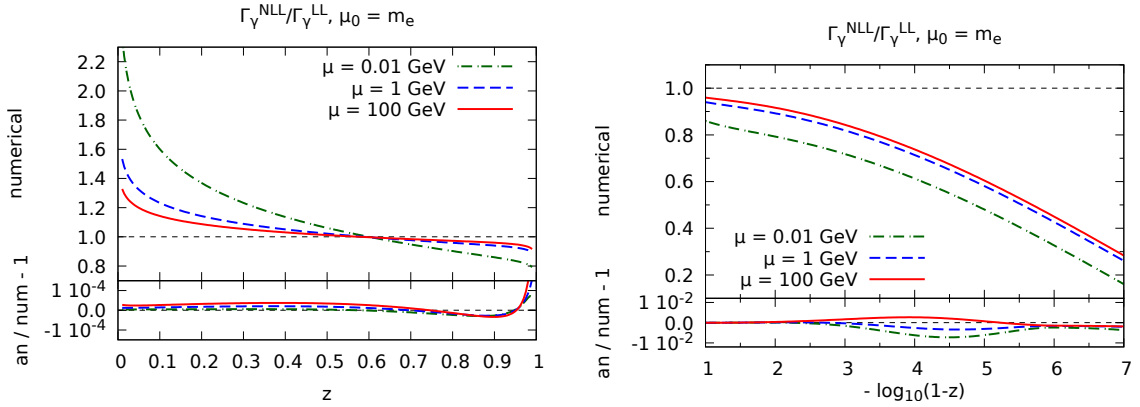 Γγ^NLL/Γγ^LL, μ0 = me
numerical
2.2
2.0
1.8
1.6
1.4
1.2
1.0
0.8
μ = 0.01 GeV
μ = 1 GeV
μ = 100 GeV
an / num - 1
1 10^-4
0.0
-1 10^-4
0 0.1 0.2 0.3 0.4 0.5 0.6 0.7 0.8 0.9 1
z
Γγ^NLL/Γγ^LL, μ0 = me
numerical
1.0
0.8
0.6
0.4
0.2
μ = 0.01 GeV
μ = 1 GeV
μ = 100 GeV
an / num - 1
1 10^-2
0.0
-1 10^-2
1 2 3 4 5 6 7
- log10(1-z)